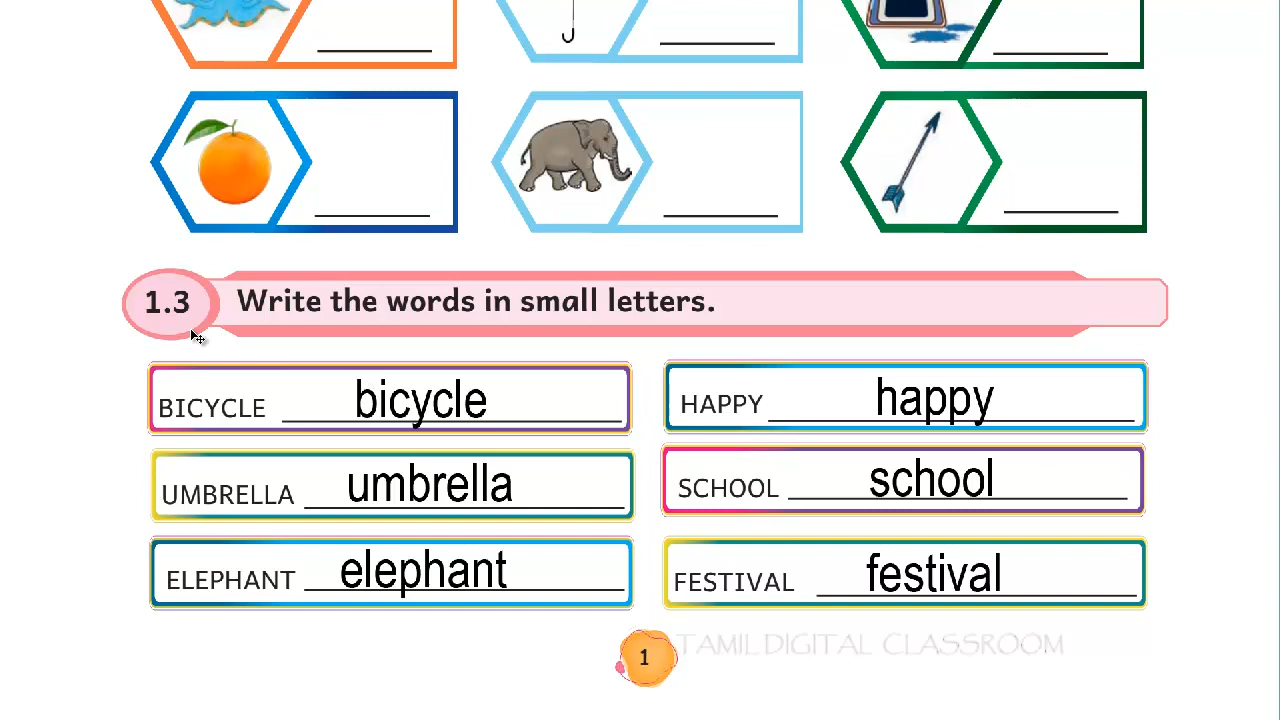 1.3 Write the words in small letters.
BICYCLE bicycle
HAPPY happy
UMBRELLA umbrella
SCHOOL school
ELEPHANT elephant
FESTIVAL festival
1
TAMIL DIGITAL CLASSROOM